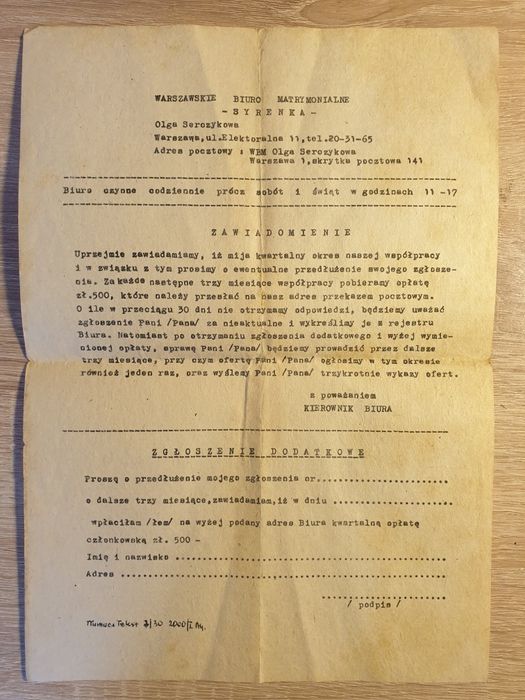 WARSZAWSKIE BIURO MATRYMONIALNE
- S Y R E N K A -
Olga Seroczykowa
Warszawa,ul.Elektoralna 11,tel.20-31-65
Adres pocztowy : WBM Olga Seroczykowa
Warszawa 1,skrytka pocztowa 141
Biuro czynne codziennie prócz sobót i świąt w godzinach 11 -17
Z A W I A D O M I E N I E
Uprzejmie zawiadamiamy, iż mija kwartalny okres naszej współpracy
i w związku z tym prosimy o ewentualne przedłużenie swojego zgłosze-
nia. Za każde następne trzy miesiące współpracy pobieramy opłatę
zł.500, które należy przesłać na nasz adres przekazem pocztowym.
O ile w przeciągu 30 dni nie otrzymamy odpowiedzi, będziemy uważać
zgłoszenie Pani /Pana/ za nieaktualne i wykreślimy je z rejestru
Biura. Natomiast po otrzymaniu zgłoszenia dodatkowego i wyżej wymie-
nionej opłaty, sprawę Pani /Pana/ będziemy prowadzić przez dalsze
trzy miesiące, przy czym ofertę Pani /Pana/ ogłosimy w tym okresie
również jeden raz, oraz wyślemy Pani /Pana/ trzykrotnie wykazy ofert.
z poważaniem
KIEROWNIK BIURA
Z G Ł O S Z E N I E D O D A T K O W E
Proszę o przedłużenie mojego zgłoszenia nr..............................
o dalsze trzy miesiące,zawiadamiam,iż w dniu ...........................
wpłaciłam /łem/ na wyżej podany adres Biura kwartalną opłatę
członkowską zł. 500 -
Imię i nazwisko ..............................................
Adres ........................................................
......................
/ podpis /
Tekst 30 2000